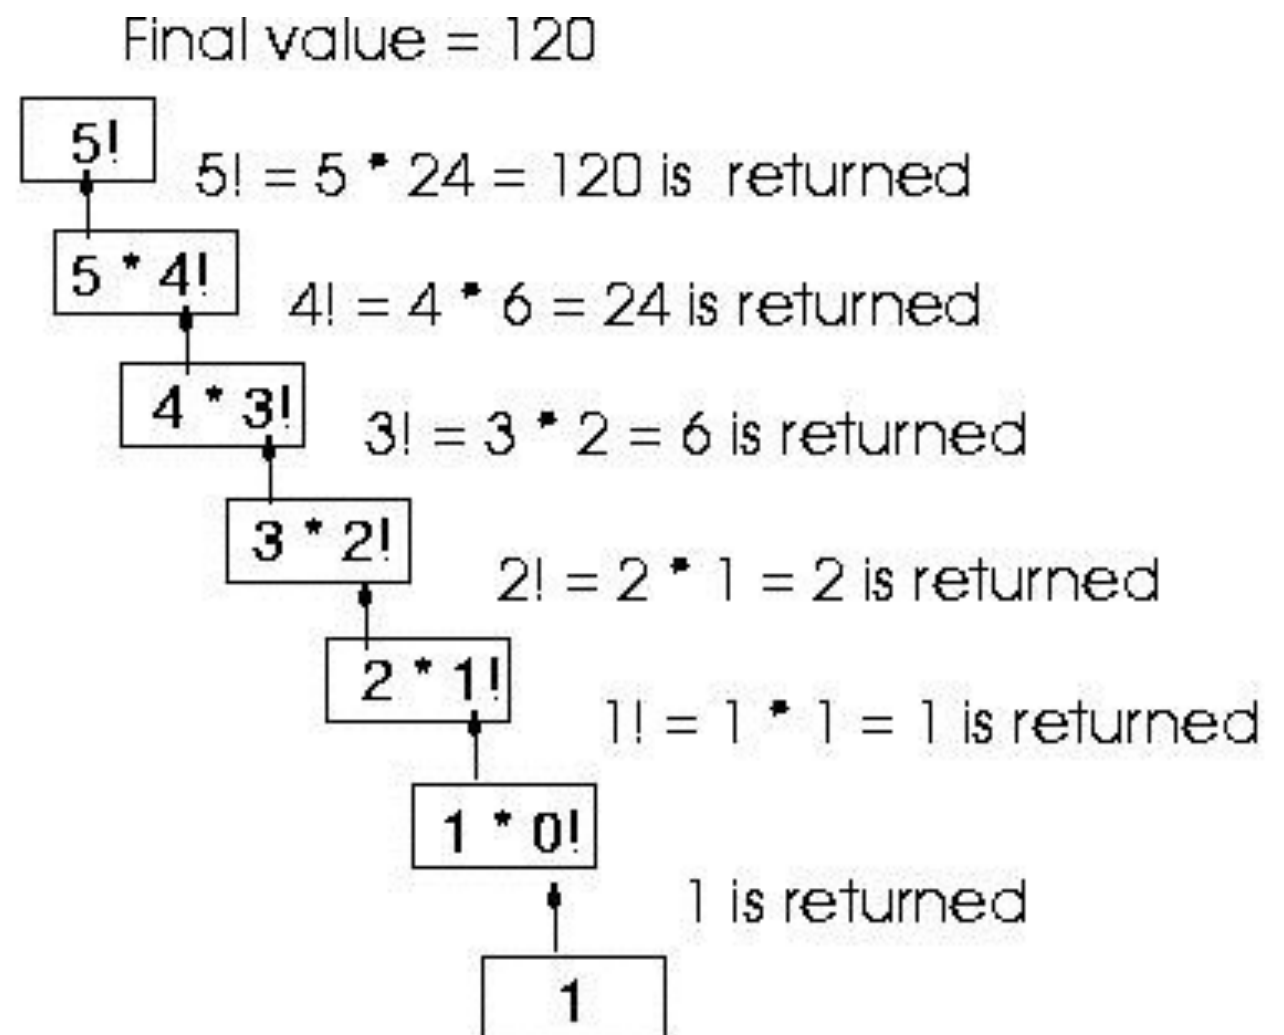 Final value = 120
5!
5! = 5 * 24 = 120 is returned
5 * 4!
4! = 4 * 6 = 24 is returned
4 * 3!
3! = 3 * 2 = 6 is returned
3 * 2!
2! = 2 * 1 = 2 is returned
2 * 1!
1! = 1 * 1 = 1 is returned
1 * 0!
1 is returned
1